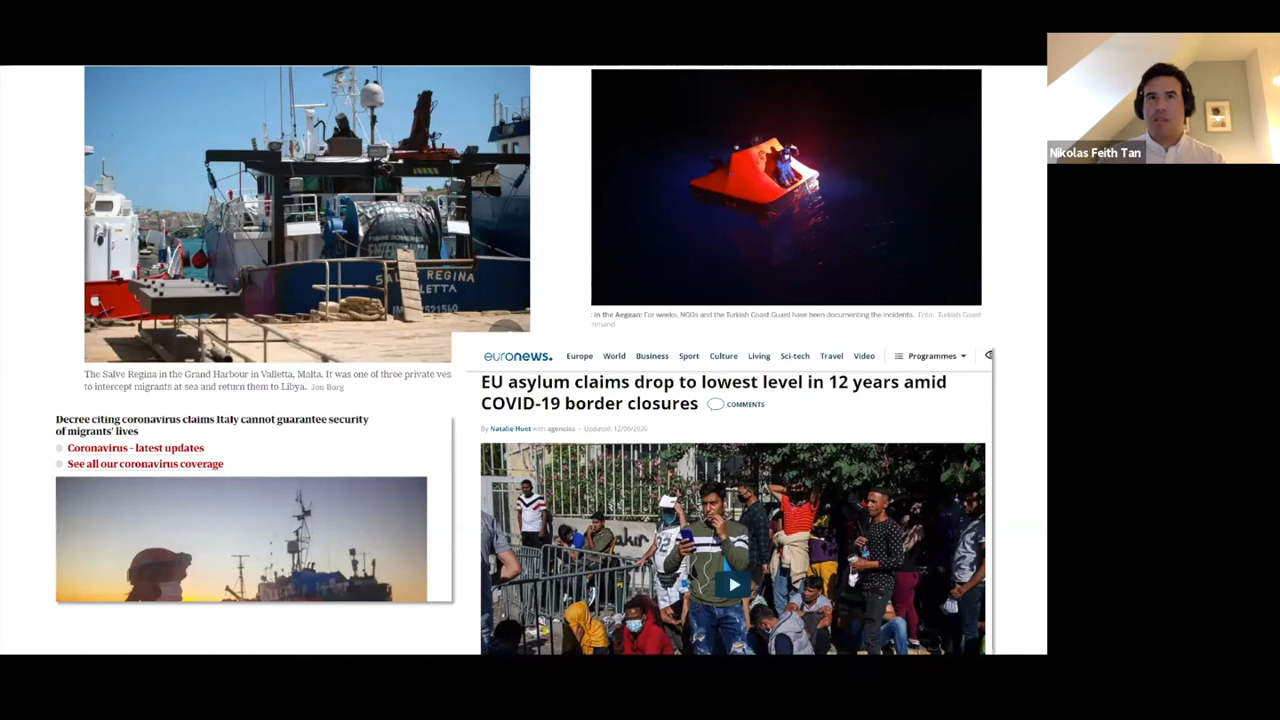 Nikolas Feith Tan
SALVE REGINA
VALLETTA
The Salve Regina in the Grand Harbour in Valletta, Malta. It was one of three private ves
to intercept migrants at sea and return them to Libya. Jon Borg
: in the Aegean: For weeks, NGOs and the Turkish Coast Guard have been documenting the incidents. Foto: Turkish Coast
mmand
Decree citing coronavirus claims Italy cannot guarantee security
of migrants' lives
Coronavirus – latest updates
See all our coronavirus coverage
euronews. Europe World Business Sport Culture Living Sci-tech Travel Video Programmes
EU asylum claims drop to lowest level in 12 years amid
COVID-19 border closures COMMENTS
By Natalie Huet with agencies • Updated: 12/06/2020